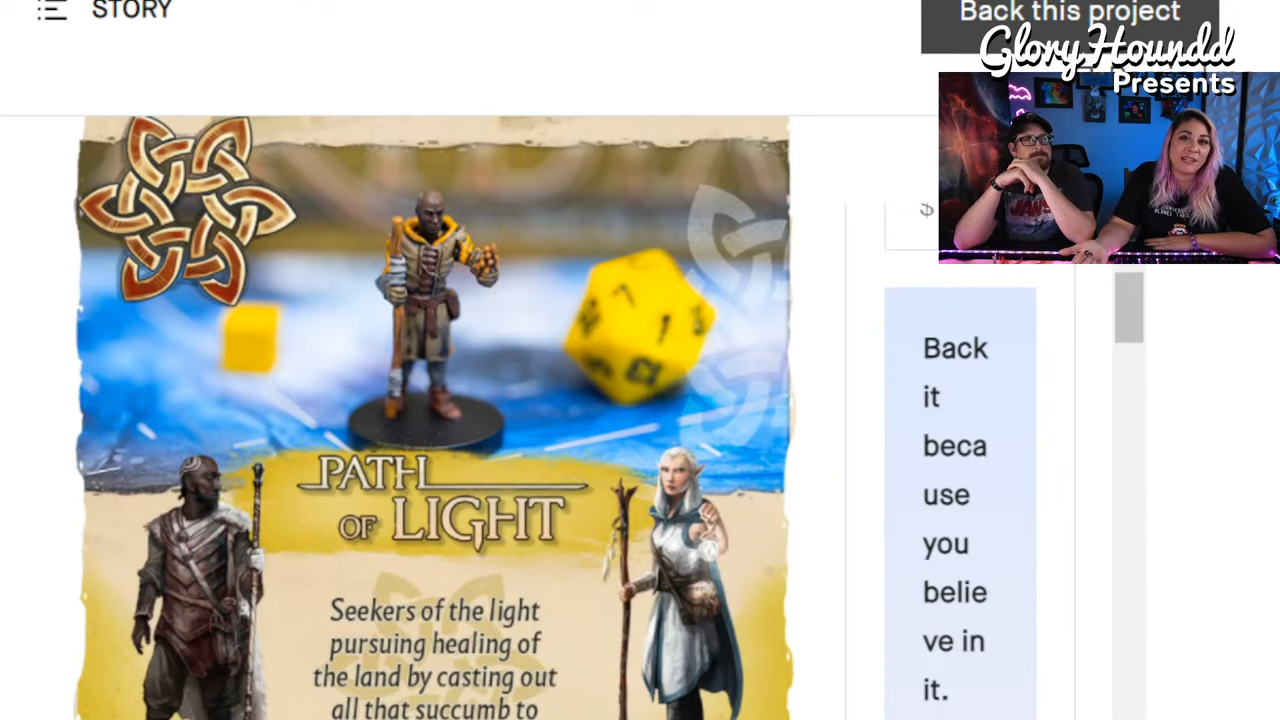 STORY
Back this project
GloryHoundd
Presents
$
PATH
OF LIGHT
Seekers of the light
pursuing healing of
the land by casting out
all that succumb to
Back
it
beca
use
you
belie
ve in
it.